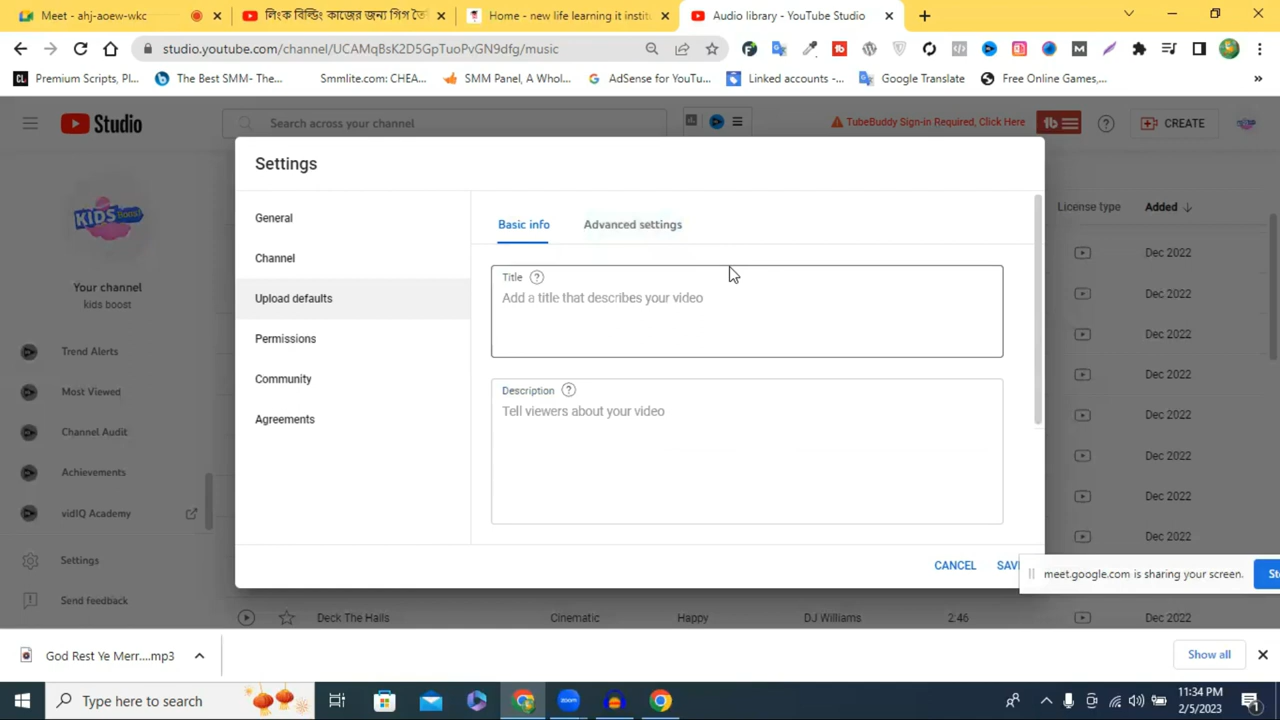 Meet - ahj-aoew-wkc
লিংক বিল্ডিং কাজের জন্য গিগ তৈ
Home - new life learning it instit
Audio library - YouTube Studio
studio.youtube.com/channel/UCAMqBsK2D5GpTuoPvGN9dfg/music
Premium Scripts, Pl...
The Best SMM- The...
Smmlite.com: CHEA...
SMM Panel, A Whol...
AdSense for YouTu...
Linked accounts -...
Google Translate
Free Online Games,...
Studio
Search across your channel
TubeBuddy Sign-in Required, Click Here
CREATE
Settings
General
Channel
Upload defaults
Permissions
Community
Agreements
Basic info
Advanced settings
Title
Add a title that describes your video
Description
Tell viewers about your video
CANCEL
SAV
License type
Added
Dec 2022
Dec 2022
Dec 2022
Dec 2022
Dec 2022
Dec 2022
Dec 2022
Dec 2022
KIDS Boost
Your channel
kids boost
Trend Alerts
Most Viewed
Channel Audit
Achievements
vidIQ Academy
Settings
Send feedback
meet.google.com is sharing your screen.
St
Deck The Halls
Cinematic
Happy
DJ Williams
2:46
Dec 2022
God Rest Ye Merr....mp3
Show all
Type here to search
zoom
11:34 PM
2/5/2023